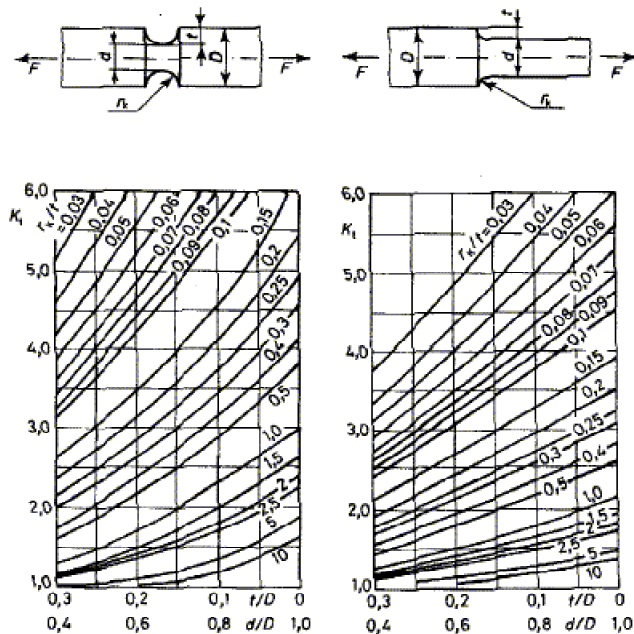 t
d
D
F
F
r_k
t
D
d
F
F
r_k
6,0
K_t
5,0
4,0
3,0
2,0
1,0
r_k/t
=0,03
0,04
0,05
0,06
0,07
0,08
0,09
0,1
0,15
0,2
0,25
0,3
0,4
0,5
1,0
1,5
2
2,5
5
10
0,3 0,2 0,1 t/D 0
0,4 0,6 0,8 d/D 1,0
6,0
K_t
5,0
4,0
3,0
2,0
1,0
r_k/t=0,03
0,04
0,05
0,06
0,07
0,08
0,09
0,1
0,15
0,2
0,25
0,3
0,4
0,5
1,0
1,5
2
2,5
5
10
0,3 0,2 0,1 t/D 0
0,4 0,6 0,8 d/D 1,0